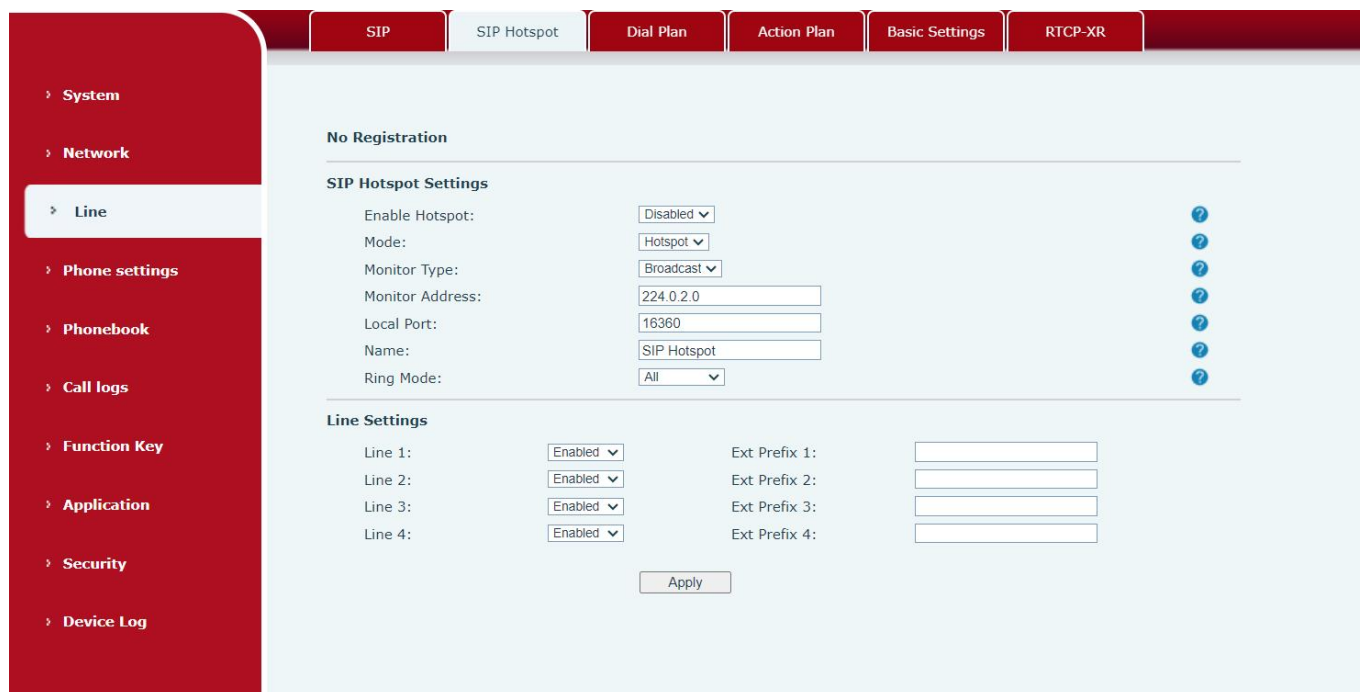 SIP SIP Hotspot Dial Plan Action Plan Basic Settings RTCP-XR
System
Network
Line
Phone settings
Phonebook
Call logs
Function Key
Application
Security
Device Log
No Registration
SIP Hotspot Settings
Enable Hotspot: Disabled
Mode: Hotspot
Monitor Type: Broadcast
Monitor Address: 224.0.2.0
Local Port: 16360
Name: SIP Hotspot
Ring Mode: All
Line Settings
Line 1: Enabled Ext Prefix 1:
Line 2: Enabled Ext Prefix 2:
Line 3: Enabled Ext Prefix 3:
Line 4: Enabled Ext Prefix 4:
Apply